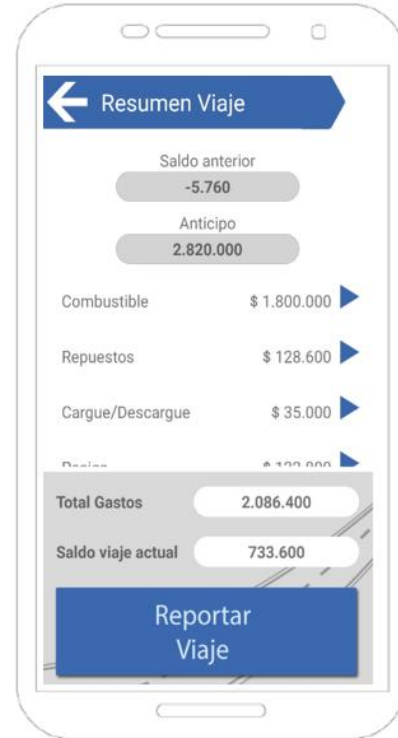 Resumen Viaje
Saldo anterior
-5.760
Anticipo
2.820.000
Combustible $ 1.800.000
Repuestos $ 128.600
Cargue/Descargue $ 35.000
Total Gastos 2.086.400
Saldo viaje actual 733.600
Reportar
Viaje